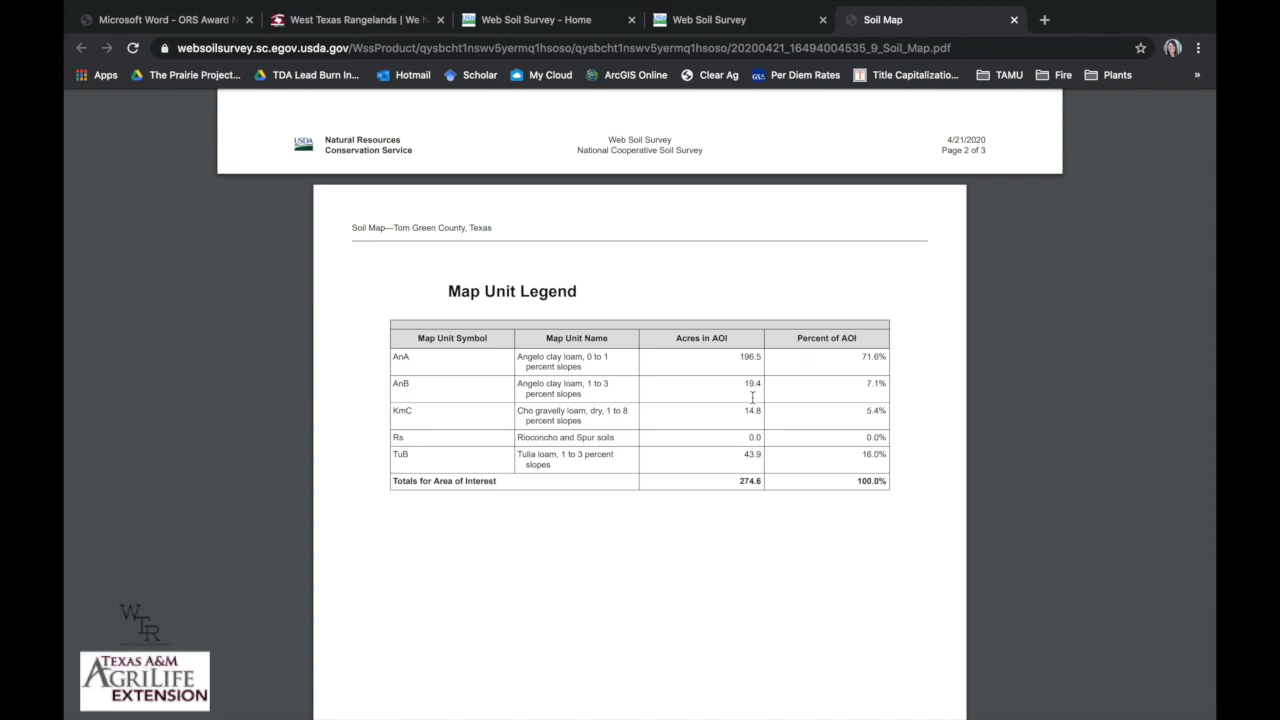 Microsoft Word - ORS Award N
West Texas Rangelands | We h
Web Soil Survey - Home
Web Soil Survey
Soil Map
websoilsurvey.sc.egov.usda.gov/WssProduct/qysbcht1nswv5yermq1hsoso/qysbcht1nswv5yermq1hsoso/20200421_16494004535_9_Soil_Map.pdf
Apps The Prairie Project... TDA Lead Burn In... Hotmail Scholar My Cloud ArcGIS Online Clear Ag GSA Per Diem Rates T Title Capitalizatio... TAMU Fire Plants »
USDA
Natural Resources
Conservation Service
Web Soil Survey
National Cooperative Soil Survey
4/21/2020
Page 2 of 3
Soil Map—Tom Green County, Texas
Map Unit Legend
Map Unit Symbol Map Unit Name Acres in AOI Percent of AOI
AnA Angelo clay loam, 0 to 1 196.5 71.6%
percent slopes
AnB Angelo clay loam, 1 to 3 19.4 7.1%
percent slopes
KmC Cho gravelly loam, dry, 1 to 8 14.8 5.4%
percent slopes
Rs Rioconcho and Spur soils 0.0 0.0%
TuB Tulia loam, 1 to 3 percent 43.9 16.0%
slopes
Totals for Area of Interest 274.6 100.0%
WTR
TEXAS A&M
AGRILIFE
EXTENSION